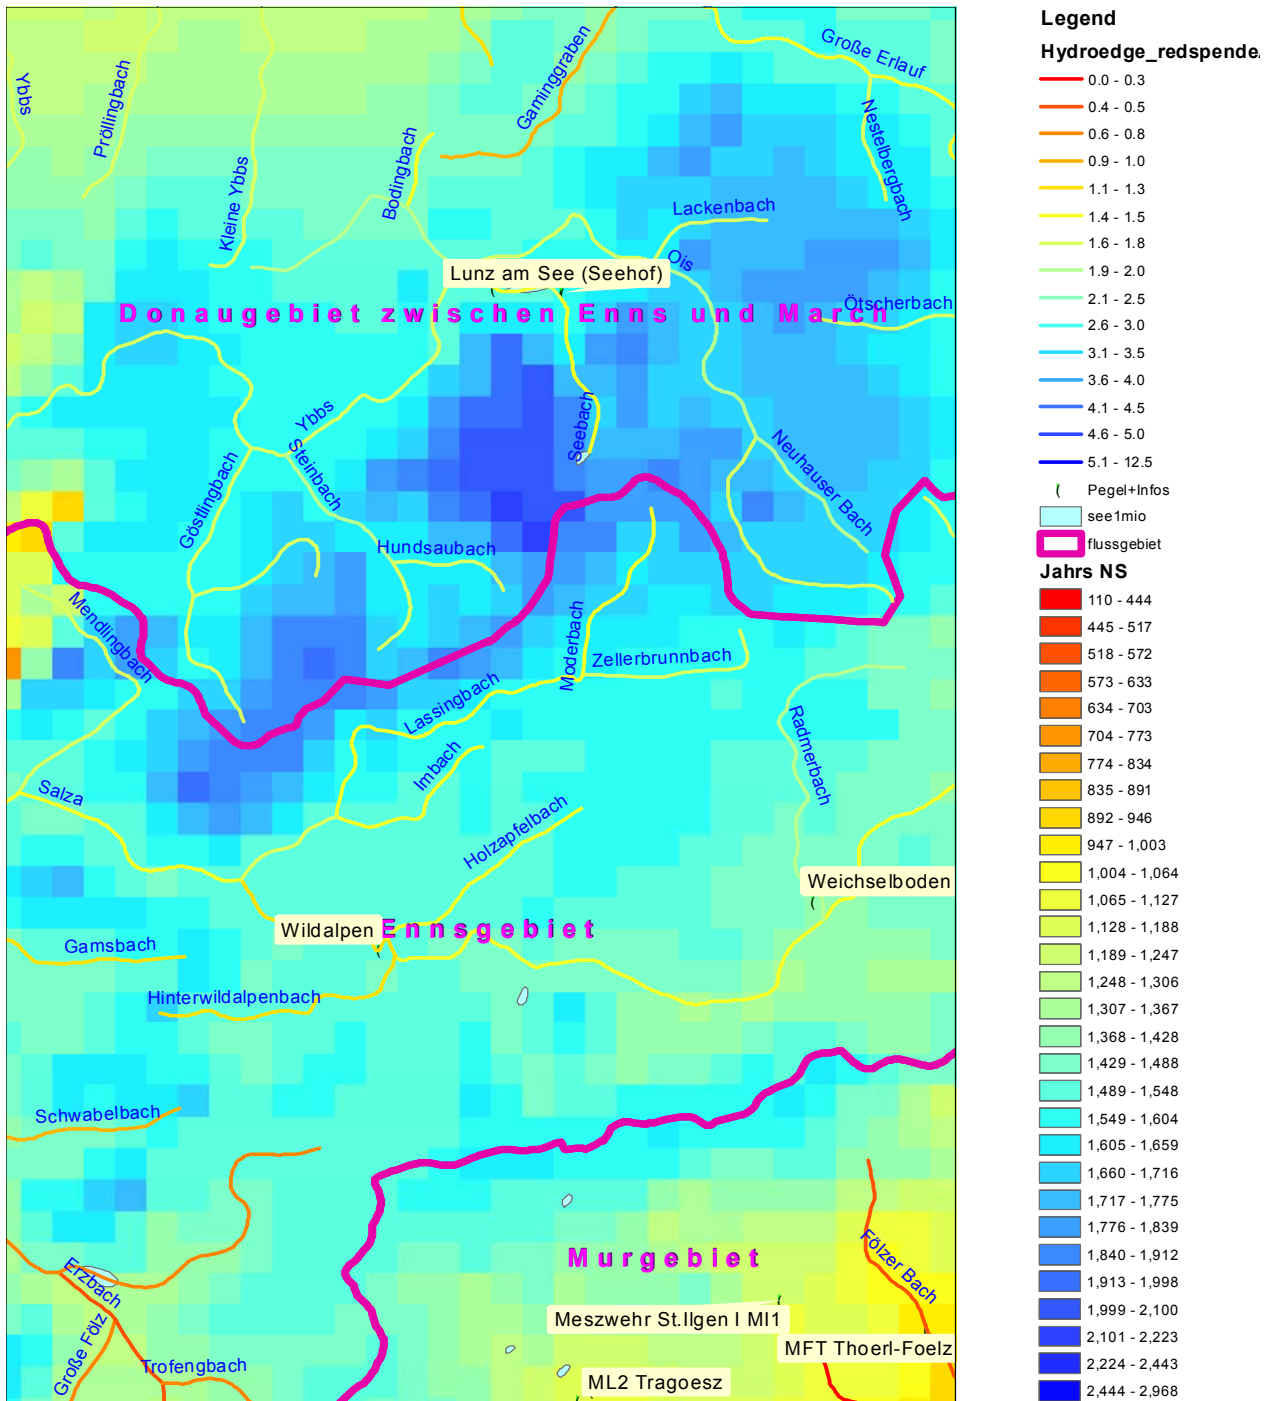 Große Erlauf
Gaminggraben
Ybbs
Pröllingbach
Nestelbergbach
Bodingbach
Kleine Ybbs
Lackenbach
Ois
Lunz am See (Seehof)
Ötscherbach
Donaugebiet zwischen Enns und March
Ybbs
Seebach
Steinbach
Neuhauser Bach
Göstlingbach
Hundsaubach
Mendlingbach
Moderbach
Zellerbrunnbach
Lassingbach
Radmerbach
Imbach
Salza
Holzapfelbach
Weichselboden
Wildalpen
Ennsgebiet
Gamsbach
Hinterwildalpenbach
Schwabelbach
Murgebiet
Fölzer Bach
Erzbach
Meszwehr St.Ilgen I MI1
MFT Thoerl-Foelz
Große Fölz
Trofengbach
ML2 Tragoesz
Legend
Hydroedge_redspende.
0.0 - 0.3
0.4 - 0.5
0.6 - 0.8
0.9 - 1.0
1.1 - 1.3
1.4 - 1.5
1.6 - 1.8
1.9 - 2.0
2.1 - 2.5
2.6 - 3.0
3.1 - 3.5
3.6 - 4.0
4.1 - 4.5
4.6 - 5.0
5.1 - 12.5
Pegel+Infos
see1mio
flussgebiet
Jahrs NS
110 - 444
445 - 517
518 - 572
573 - 633
634 - 703
704 - 773
774 - 834
835 - 891
892 - 946
947 - 1,003
1,004 - 1,064
1,065 - 1,127
1,128 - 1,188
1,189 - 1,247
1,248 - 1,306
1,307 - 1,367
1,368 - 1,428
1,429 - 1,488
1,489 - 1,548
1,549 - 1,604
1,605 - 1,659
1,660 - 1,716
1,717 - 1,775
1,776 - 1,839
1,840 - 1,912
1,913 - 1,998
1,999 - 2,100
2,101 - 2,223
2,224 - 2,443
2,444 - 2,968